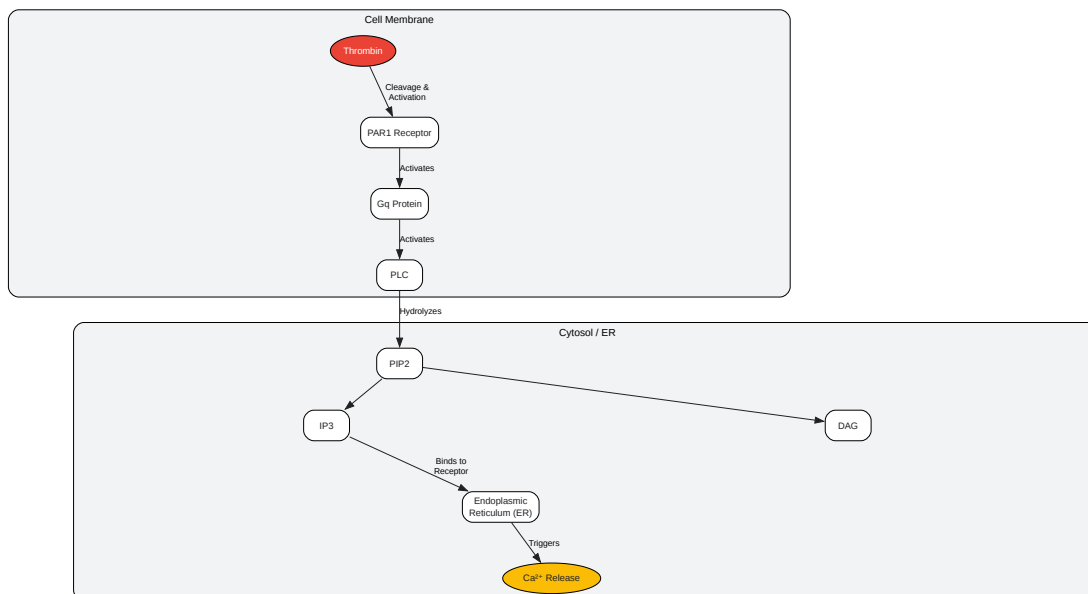 Cell Membrane
Thrombin
Cleavage &
Activation
PAR1 Receptor
Activates
Gq Protein
Activates
PLC
Hydrolyzes
Cytosol / ER
PIP2
IP3
DAG
Binds to
Receptor
Endoplasmic
Reticulum (ER)
Triggers
Ca²⁺ Release